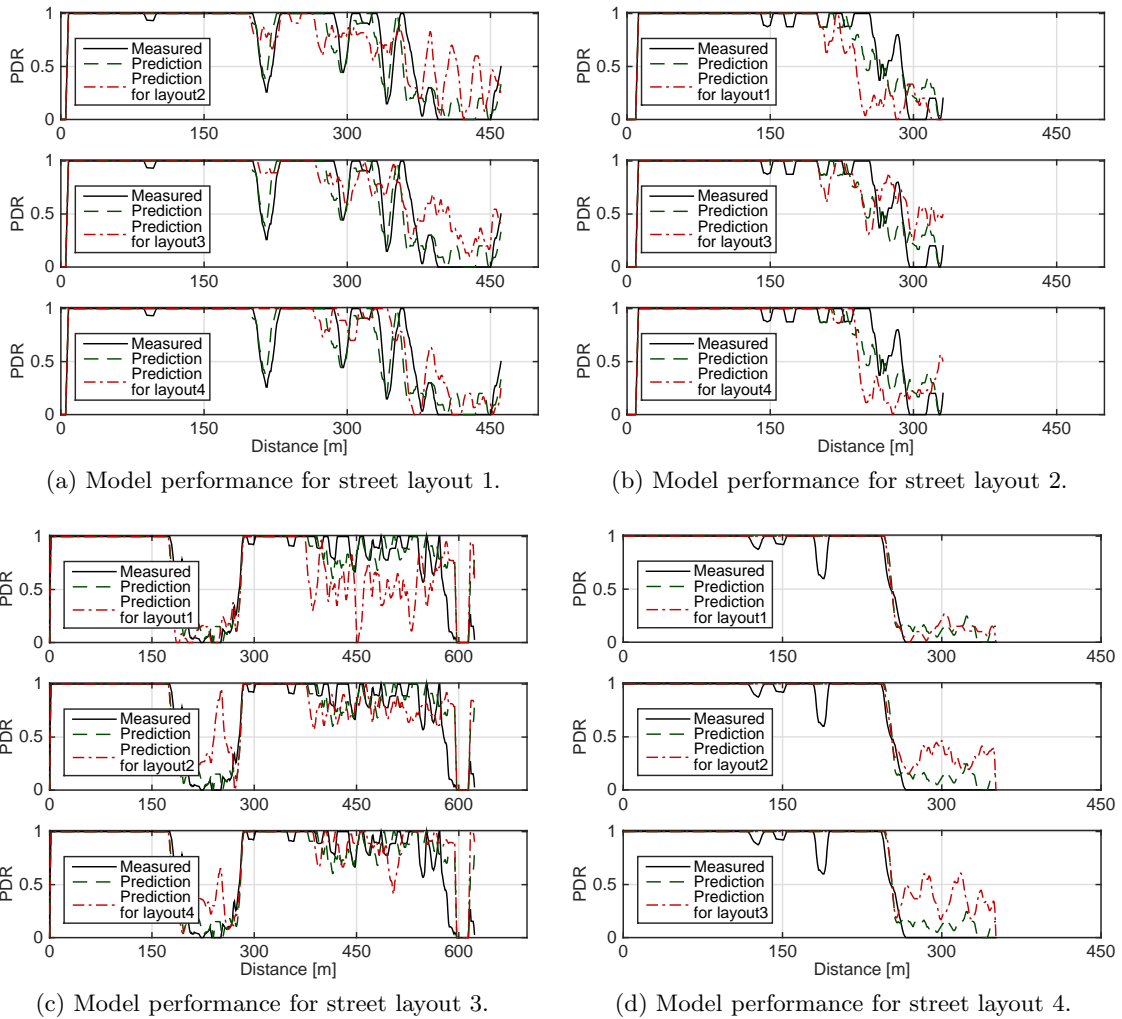 PDR
1
0.5
0
Measured
Prediction
Prediction
for layout2
0
150
300
450
PDR
1
0.5
0
Measured
Prediction
Prediction
for layout3
0
150
300
450
PDR
1
0.5
0
Measured
Prediction
Prediction
for layout4
0
150
300
450
Distance [m]
(a) Model performance for street layout 1.
PDR
1
0.5
0
Measured
Prediction
Prediction
for layout1
0
150
300
450
PDR
1
0.5
0
Measured
Prediction
Prediction
for layout3
0
150
300
450
PDR
1
0.5
0
Measured
Prediction
Prediction
for layout4
0
150
300
450
Distance [m]
(b) Model performance for street layout 2.
PDR
1
0.5
0
Measured
Prediction
Prediction
for layout1
0
150
300
450
600
PDR
1
0.5
0
Measured
Prediction
Prediction
for layout2
0
150
300
450
600
PDR
1
0.5
0
Measured
Prediction
Prediction
for layout4
0
150
300
450
600
Distance [m]
(c) Model performance for street layout 3.
PDR
1
0.5
0
Measured
Prediction
Prediction
for layout1
0
150
300
450
PDR
1
0.5
0
Measured
Prediction
Prediction
for layout2
0
150
300
450
PDR
1
0.5
0
Measured
Prediction
Prediction
for layout3
0
150
300
450
Distance [m]
(d) Model performance for street layout 4.